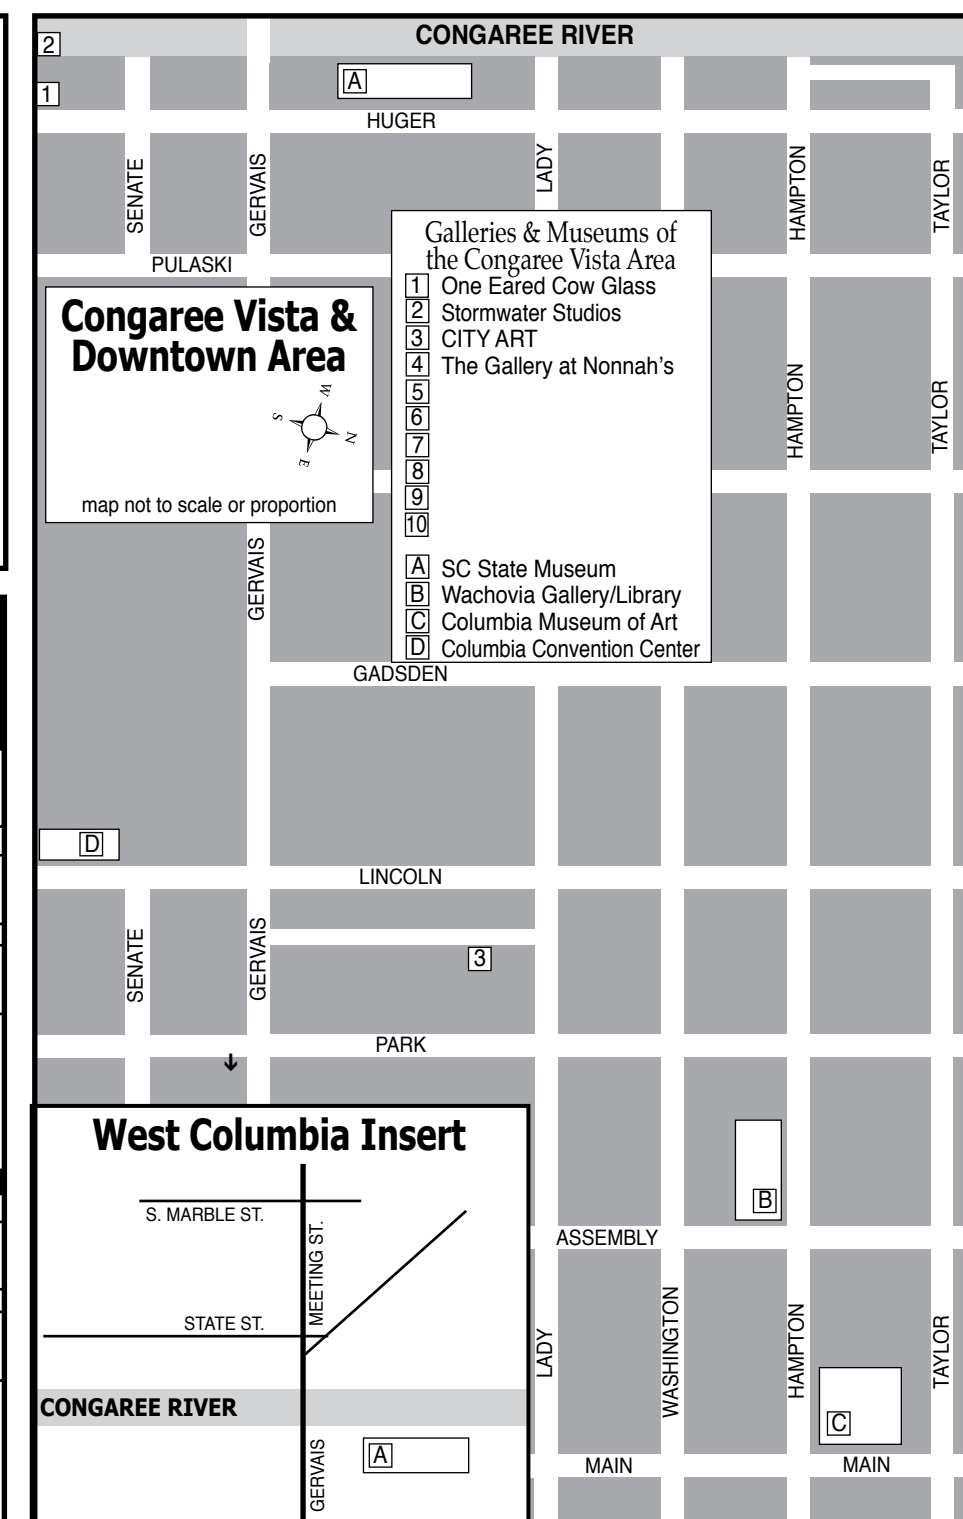 CONGAREE RIVER
2
1
A
HUGER
SENATE
GERVAIS
LADY
HAMPTON
TAYLOR
PULASKI
Galleries & Museums of
the Congaree Vista Area
1 One Eared Cow Glass
2 Stormwater Studios
3 CITY ART
4 The Gallery at Nonnah's
5
6
7
8
9
10
A SC State Museum
B Wachovia Gallery/Library
C Columbia Museum of Art
D Columbia Convention Center
Congaree Vista &
Downtown Area
W
S
N
E
map not to scale or proportion
HAMPTON
TAYLOR
GERVAIS
GADSDEN
D
LINCOLN
SENATE
GERVAIS
3
PARK
West Columbia Insert
S. MARBLE ST.
MEETING ST.
STATE ST.
CONGAREE RIVER
GERVAIS
A
B
ASSEMBLY
LADY
WASHINGTON
HAMPTON
TAYLOR
C
MAIN
MAIN